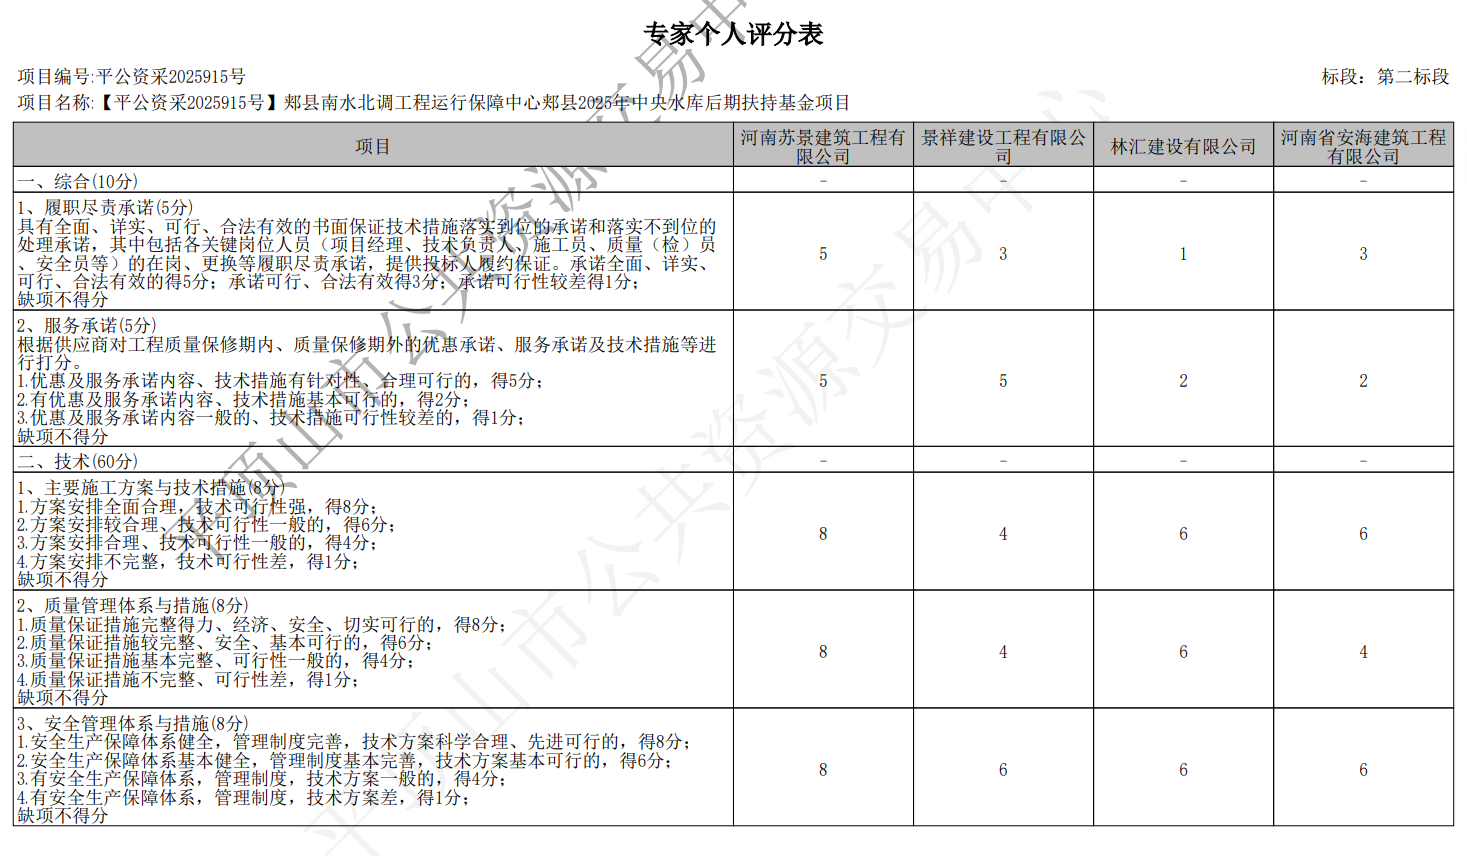 专家个人评分表
项目编号:平公资采2025915号
标段：第二标段
项目名称:【平公资采2025915号】郏县南水北调工程运行保障中心郏县2025年中央水库后期扶持基金项目
项目
河南苏景建筑工程有
限公司
景祥建设工程有限公
司
林汇建设有限公司
河南省安海建筑工程
有限公司
一、综合(10分)
-
-
-
-
1、履职尽责承诺(5分)
具有全面、详实、可行、合法有效的书面保证技术措施落实到位的承诺和落实不到位的
处理承诺，其中包括各关键岗位人员（项目经理、技术负责人、施工员、质量（检）员
、安全员等）的在岗、更换等履职尽责承诺，提供投标人履约保证。承诺全面、详实、
可行、合法有效的得5分；承诺可行、合法有效得3分；承诺可行性较差得1分；
缺项不得分
5
3
1
3
2、服务承诺(5分)
根据供应商对工程质量保修期内、质量保修期外的优惠承诺、服务承诺及技术措施等进
行打分。
1.优惠及服务承诺内容、技术措施有针对性、合理可行的，得5分；
2.有优惠及服务承诺内容、技术措施基本可行的，得2分；
3.优惠及服务承诺内容一般的、技术措施可行性较差的，得1分；
缺项不得分
5
5
2
2
二、技术(60分)
-
-
-
-
1、主要施工方案与技术措施(8分)
1.方案安排全面合理，技术可行性强，得8分；
2.方案安排较合理、技术可行性一般的，得6分；
3.方案安排合理、技术可行性一般的，得4分；
4.方案安排不完整，技术可行性差，得1分；
缺项不得分
8
4
6
6
2、质量管理体系与措施(8分)
1.质量保证措施完整得力、经济、安全、切实可行的，得8分；
2.质量保证措施较完整、安全、基本可行的，得6分；
3.质量保证措施基本完整、可行性一般的，得4分；
4.质量保证措施不完整、可行性差，得1分；
缺项不得分
8
4
6
4
3、安全管理体系与措施(8分)
1.安全生产保障体系健全，管理制度完善，技术方案科学合理、先进可行的，得8分；
2.安全生产保障体系基本健全，管理制度基本完善，技术方案基本可行的，得6分；
3.有安全生产保障体系，管理制度，技术方案一般的，得4分；
4.有安全生产保障体系，管理制度，技术方案差，得1分；
缺项不得分
8
6
6
6
平顶山市公共资源交易中
平顶山市公共资源交易中心